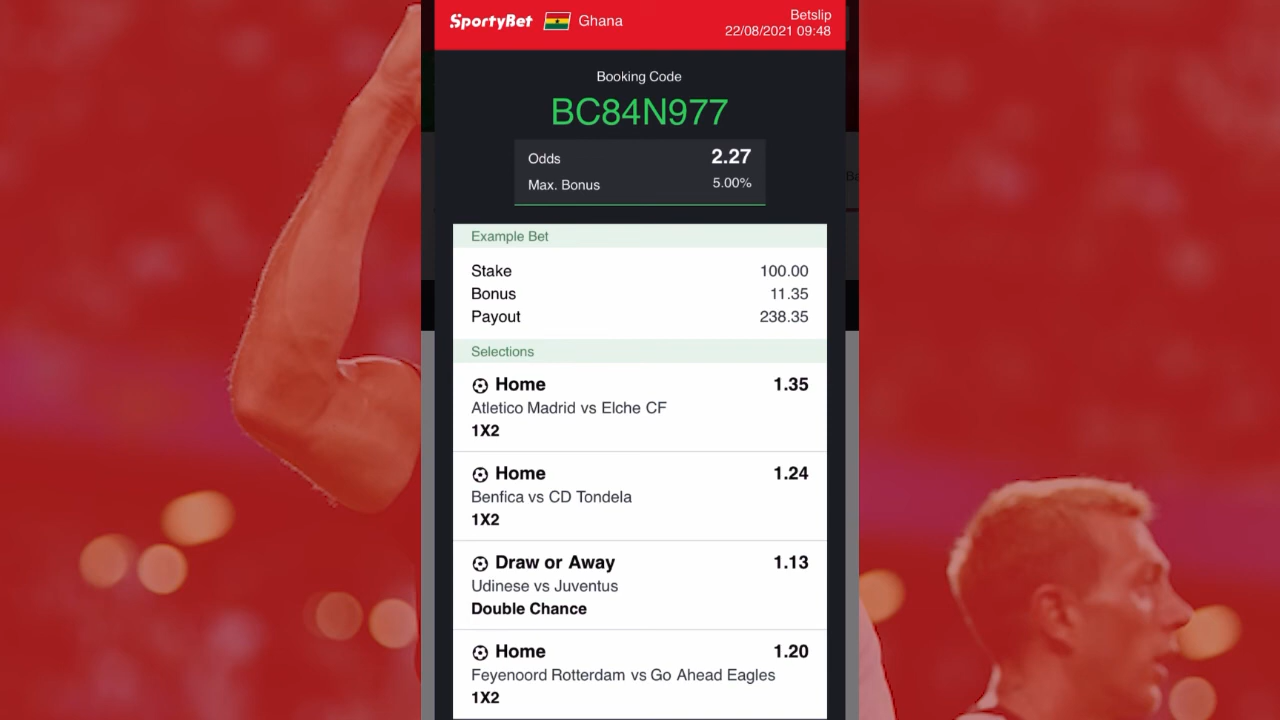 SportyBet Ghana Betslip
22/08/2021 09:48
Booking Code
BC84N977
Odds 2.27
Max. Bonus 5.00%
Example Bet
Stake 100.00
Bonus 11.35
Payout 238.35
Selections
Home 1.35
Atletico Madrid vs Elche CF
1X2
Home 1.24
Benfica vs CD Tondela
1X2
Draw or Away 1.13
Udinese vs Juventus
Double Chance
Home 1.20
Feyenoord Rotterdam vs Go Ahead Eagles
1X2